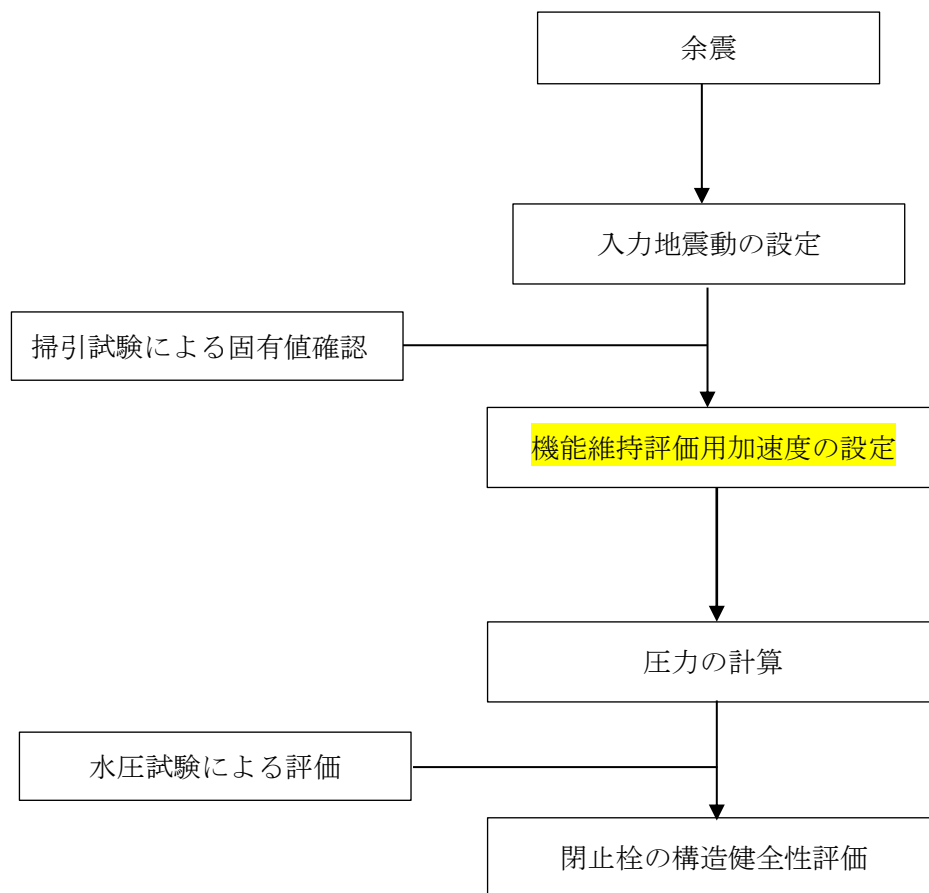 余震
入力地震動の設定
掃引試験による固有値確認
機能維持評価用加速度の設定
圧力の計算
水圧試験による評価
閉止栓の構造健全性評価